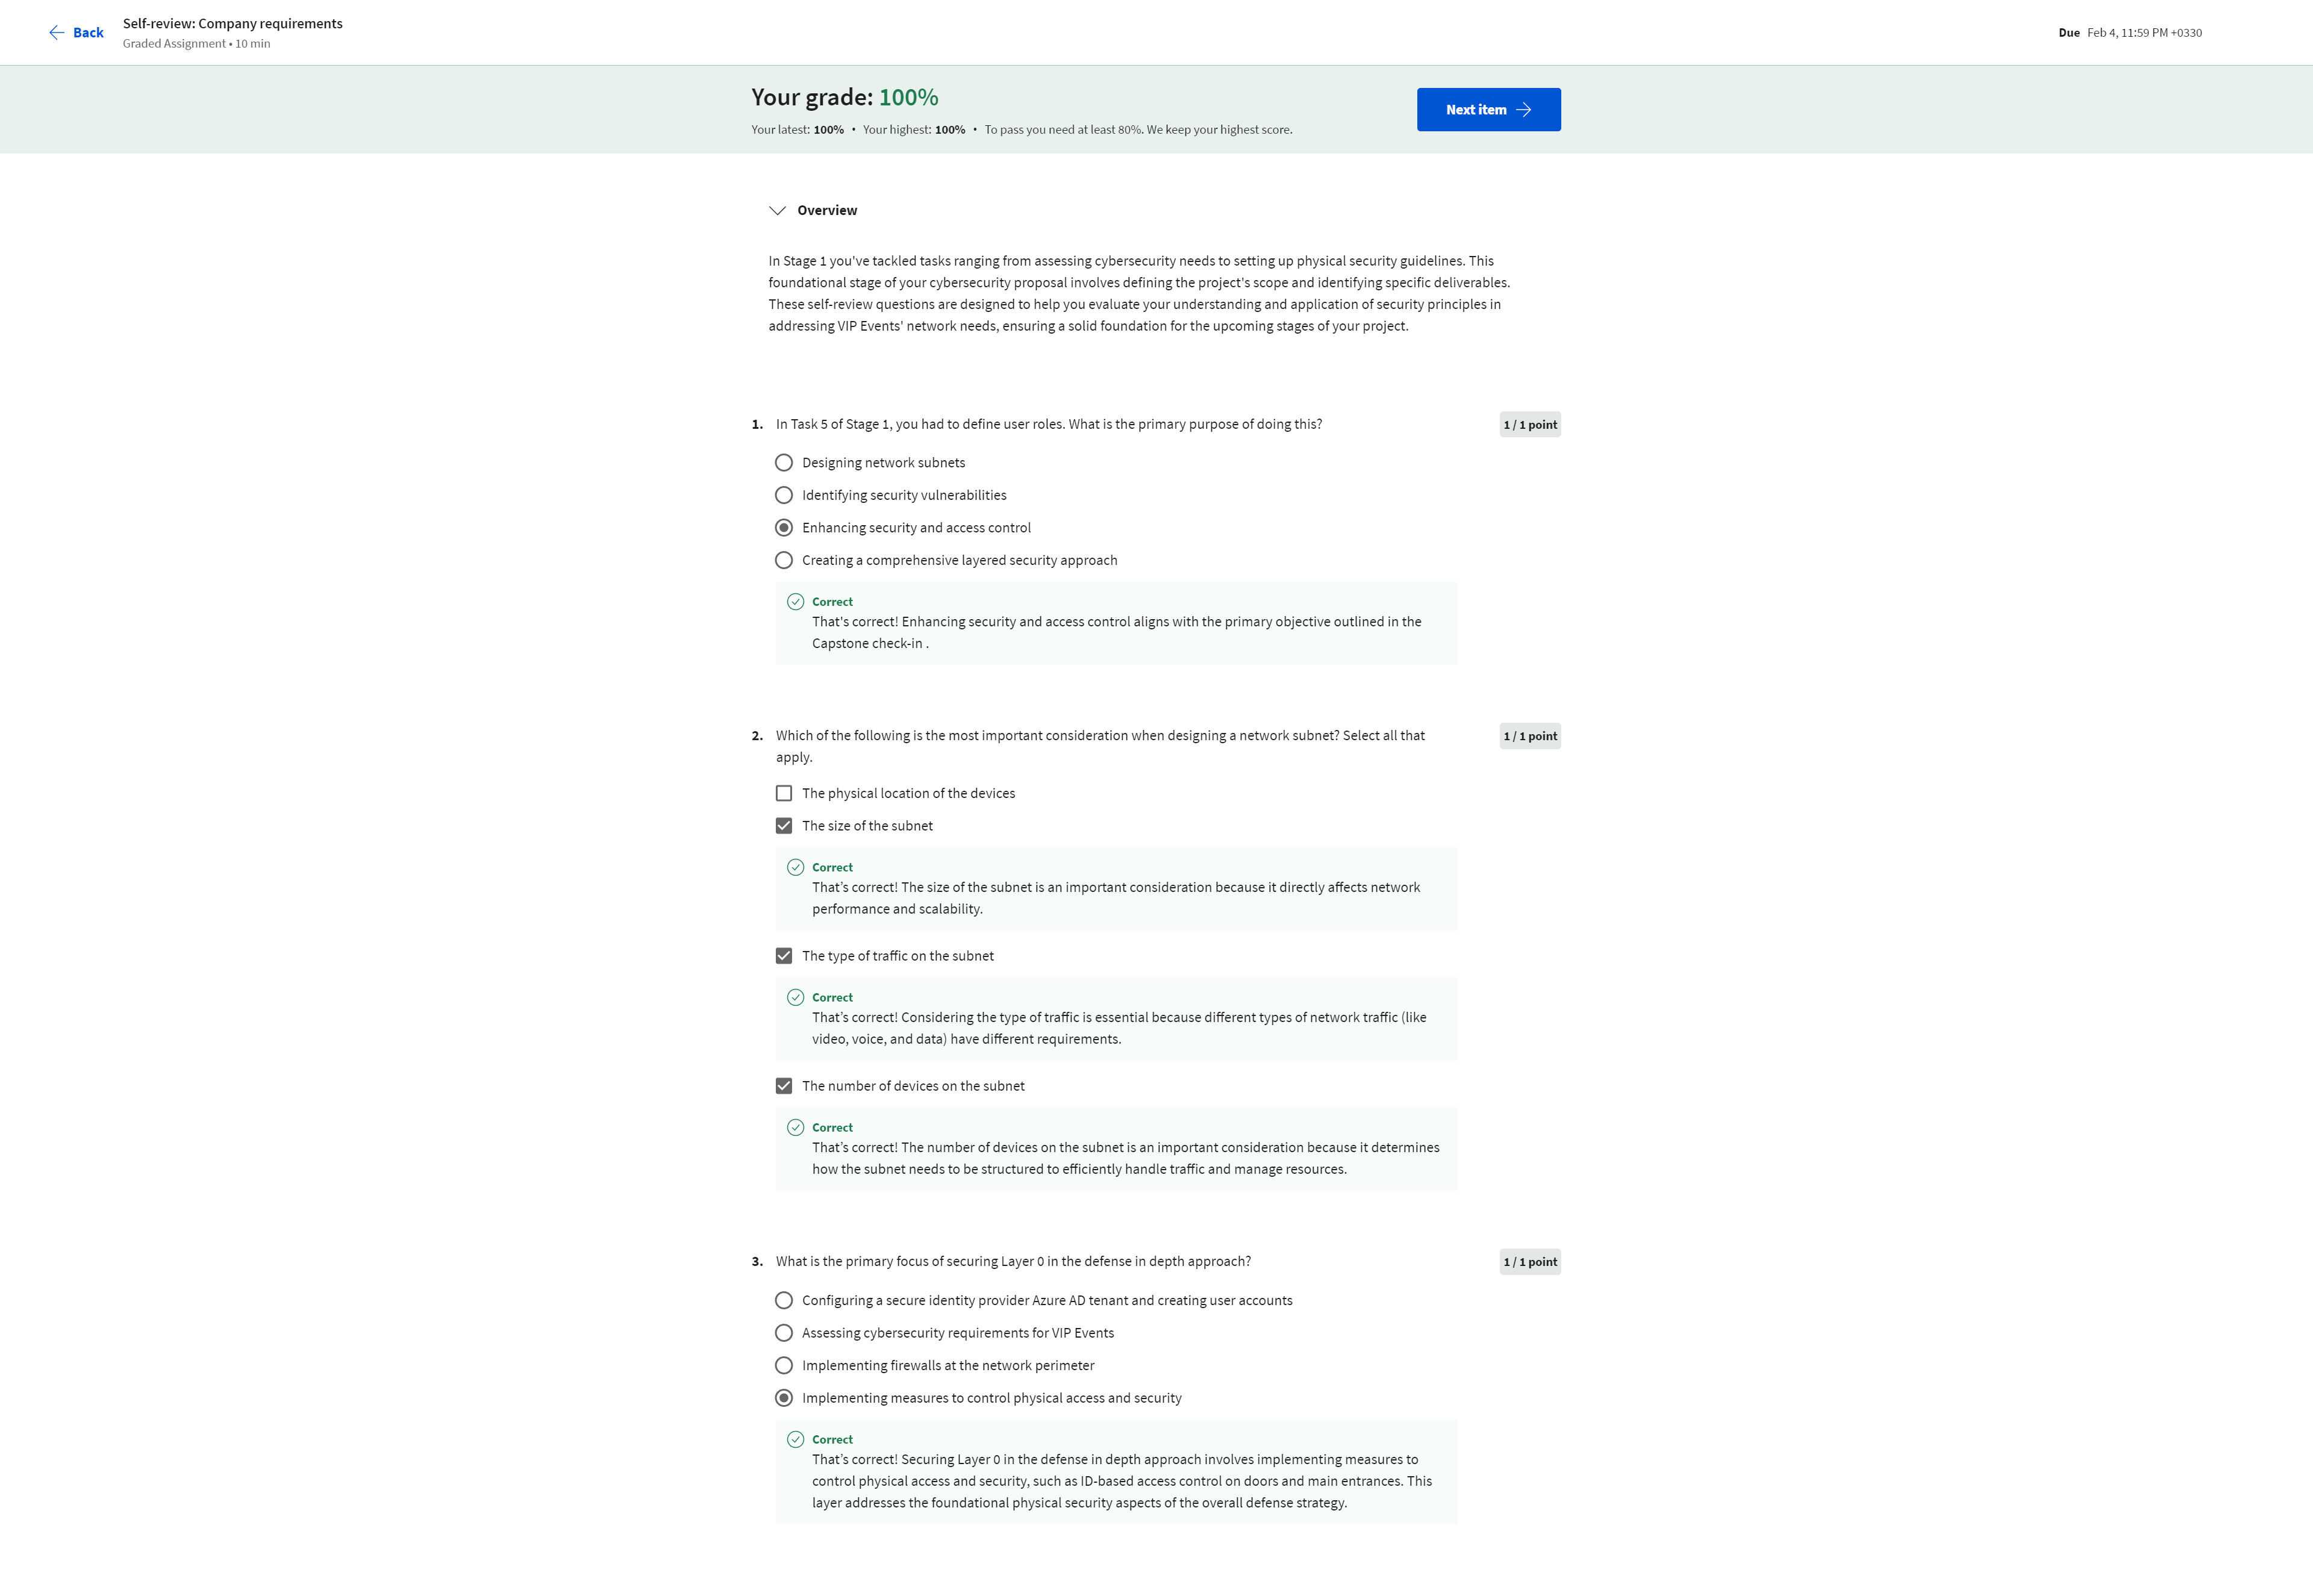 Back
Self-review: Company requirements
Graded Assignment • 10 min
Due Feb 4, 11:59 PM +0330
Your grade: 100%
Your latest: 100% • Your highest: 100% • To pass you need at least 80%. We keep your highest score.
Next item
Overview
In Stage 1 you've tackled tasks ranging from assessing cybersecurity needs to setting up physical security guidelines. This
foundational stage of your cybersecurity proposal involves defining the project's scope and identifying specific deliverables.
These self-review questions are designed to help you evaluate your understanding and application of security principles in
addressing VIP Events' network needs, ensuring a solid foundation for the upcoming stages of your project.
1. In Task 5 of Stage 1, you had to define user roles. What is the primary purpose of doing this?
1 / 1 point
Designing network subnets
Identifying security vulnerabilities
Enhancing security and access control
Creating a comprehensive layered security approach
Correct
That's correct! Enhancing security and access control aligns with the primary objective outlined in the
Capstone check-in .
2. Which of the following is the most important consideration when designing a network subnet? Select all that
apply.
1 / 1 point
The physical location of the devices
The size of the subnet
Correct
That’s correct! The size of the subnet is an important consideration because it directly affects network
performance and scalability.
The type of traffic on the subnet
Correct
That’s correct! Considering the type of traffic is essential because different types of network traffic (like
video, voice, and data) have different requirements.
The number of devices on the subnet
Correct
That’s correct! The number of devices on the subnet is an important consideration because it determines
how the subnet needs to be structured to efficiently handle traffic and manage resources.
3. What is the primary focus of securing Layer 0 in the defense in depth approach?
1 / 1 point
Configuring a secure identity provider Azure AD tenant and creating user accounts
Assessing cybersecurity requirements for VIP Events
Implementing firewalls at the network perimeter
Implementing measures to control physical access and security
Correct
That’s correct! Securing Layer 0 in the defense in depth approach involves implementing measures to
control physical access and security, such as ID-based access control on doors and main entrances. This
layer addresses the foundational physical security aspects of the overall defense strategy.